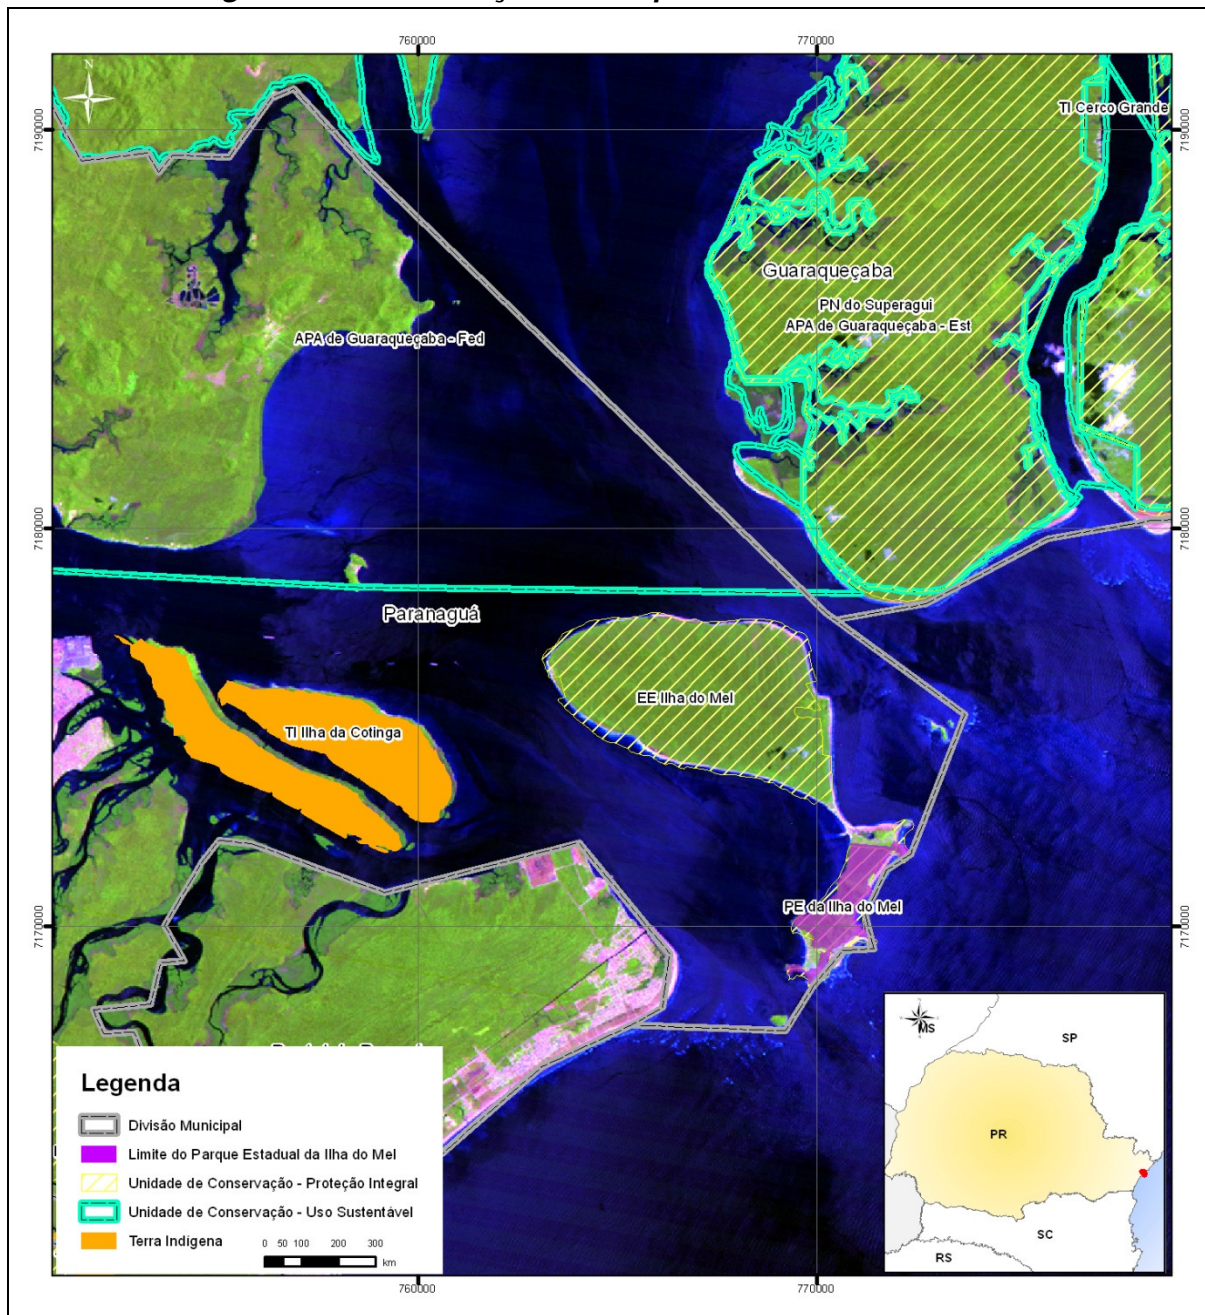 760000
770000
N
7190000
7190000
TI Cerco Grande
Guaraqueçaba
PN do Superagui
APA de Guaraqueçaba - Est
APA de Guaraqueçaba - Fed
7180000
7180000
Paranaguá
EE Ilha do Mel
TI Ilha da Cotinga
PE da Ilha do Mel
7170000
7170000
Legenda
Divisão Municipal
Limite do Parque Estadual da Ilha do Mel
Unidade de Conservação - Proteção Integral
Unidade de Conservação - Uso Sustentável
Terra Indígena
0 50 100 200 300
km
MS
SP
PR
SC
RS
760000
770000